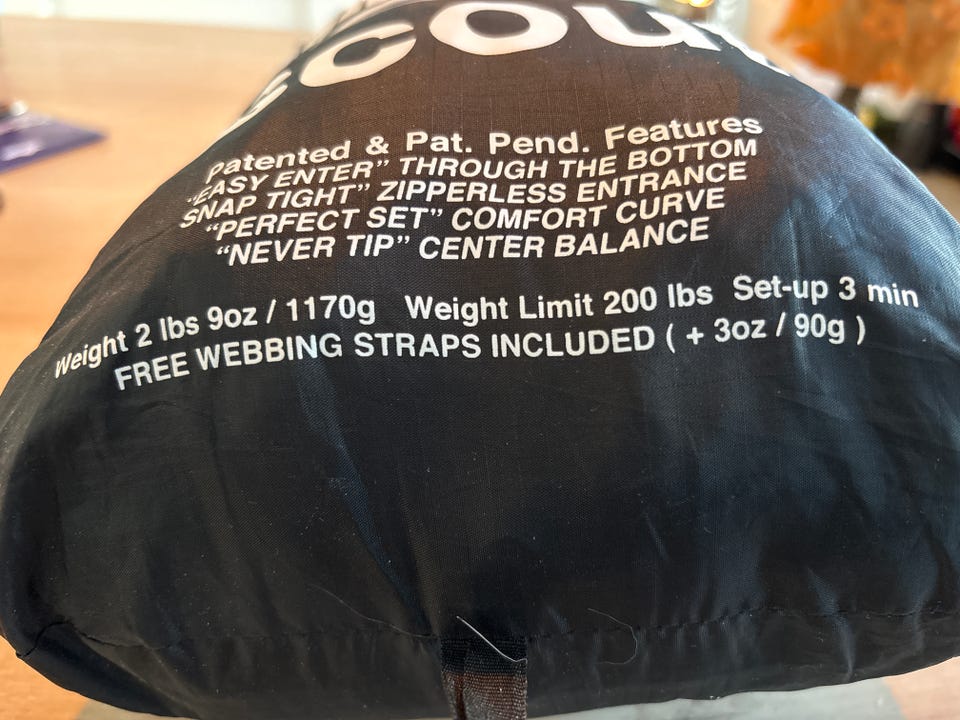 SCOUT
Patented & Pat. Pend. Features
"EASY ENTER" THROUGH THE BOTTOM
SNAP TIGHT" ZIPPERLESS ENTRANCE
"PERFECT SET" COMFORT CURVE
"NEVER TIP" CENTER BALANCE
Weight 2 lbs 9oz / 1170g Weight Limit 200 lbs Set-up 3 min
FREE WEBBING STRAPS INCLUDED ( + 3oz / 90g )